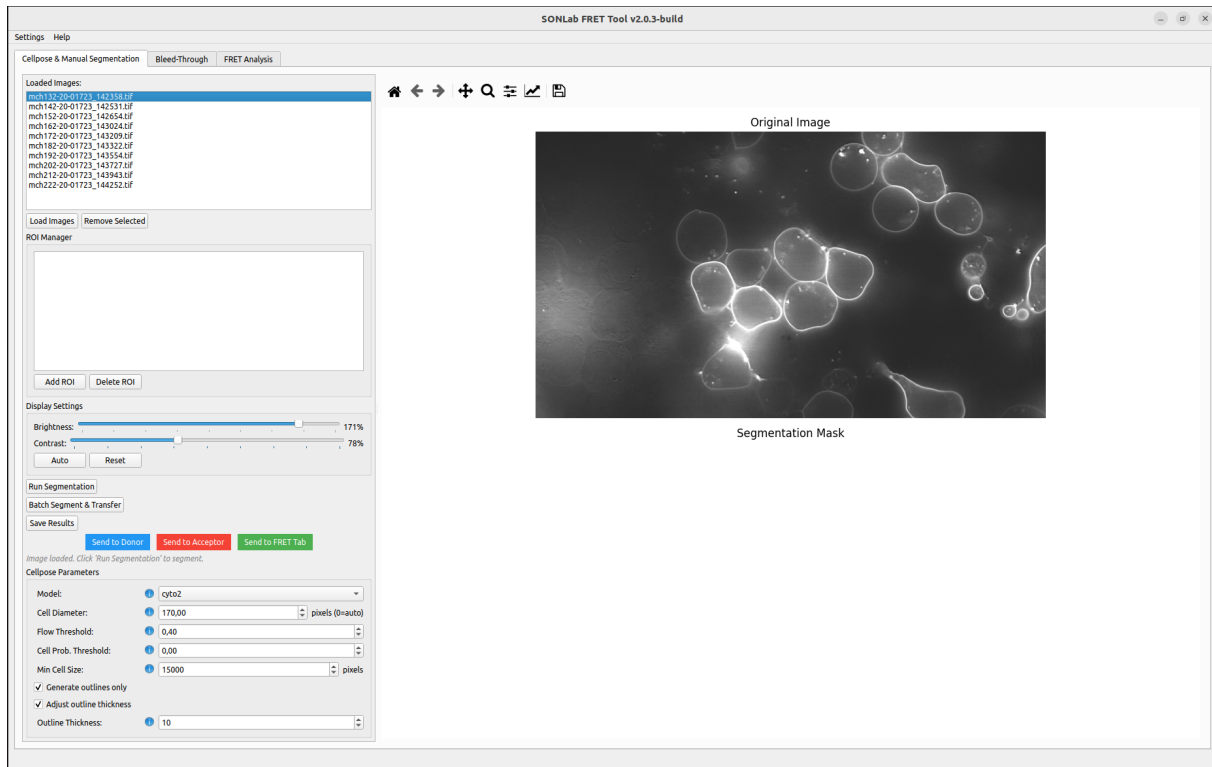 SONLab FRET Tool v2.0.3-build
Settings Help
Cellpose & Manual Segmentation Bleed-Through FRET Analysis
Loaded Images:
mch132-20-01723_142358.tif
mch142-20-01723_142531.tif
mch152-20-01723_142654.tif
mch162-20-01723_143024.tif
mch172-20-01723_143209.tif
mch182-20-01723_143322.tif
mch192-20-01723_143554.tif
mch202-20-01723_143727.tif
mch212-20-01723_143943.tif
mch222-20-01723_144252.tif
Load Images Remove Selected
ROI Manager
Add ROI Delete ROI
Display Settings
Brightness: 171%
Contrast: 78%
Auto Reset
Run Segmentation
Batch Segment & Transfer
Save Results
Send to Donor Send to Acceptor Send to FRET Tab
Image loaded. Click 'Run Segmentation' to segment.
Cellpose Parameters
Model: cyto2
Cell Diameter: 170,00 pixels (0=auto)
Flow Threshold: 0,40
Cell Prob. Threshold: 0,00
Min Cell Size: 15000 pixels
Generate outlines only
Adjust outline thickness
Outline Thickness: 10
Original Image
Segmentation Mask